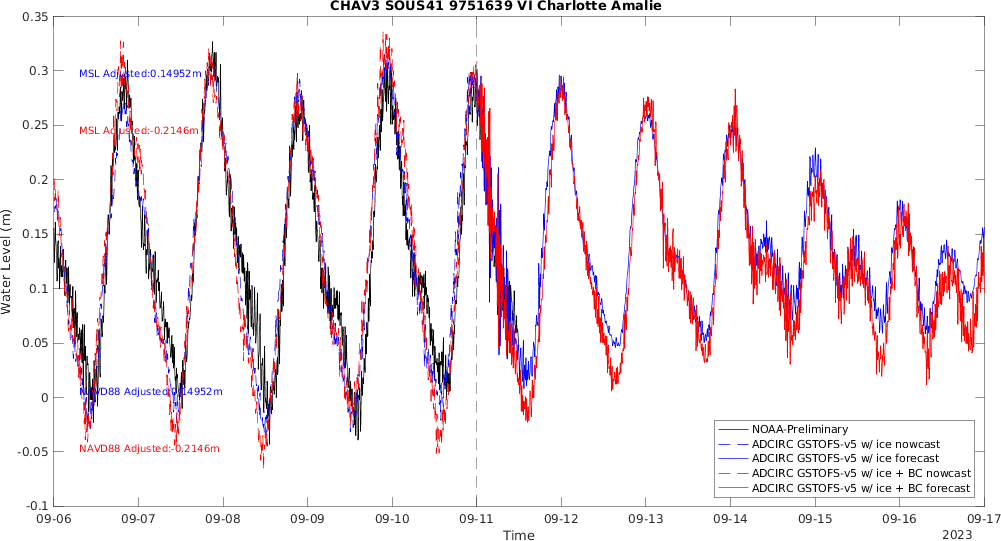 CHAV3 SOUS41 9751639 VI Charlotte Amalie
0.35
0.3
0.25
0.2
0.15
0.1
0.05
0
-0.05
-0.1
Water Level (m)
MSL Adjusted:0.14952m
MSL Adjusted:-0.2146m
NAVD88 Adjusted:0.14952m
NAVD88 Adjusted:-0.2146m
NOAA-Preliminary
ADCIRC GSTOFS-v5 w/ ice nowcast
ADCIRC GSTOFS-v5 w/ ice forecast
ADCIRC GSTOFS-v5 w/ ice + BC nowcast
ADCIRC GSTOFS-v5 w/ ice + BC forecast
09-06 09-07 09-08 09-09 09-10 09-11 09-12 09-13 09-14 09-15 09-16 09-17
Time
2023